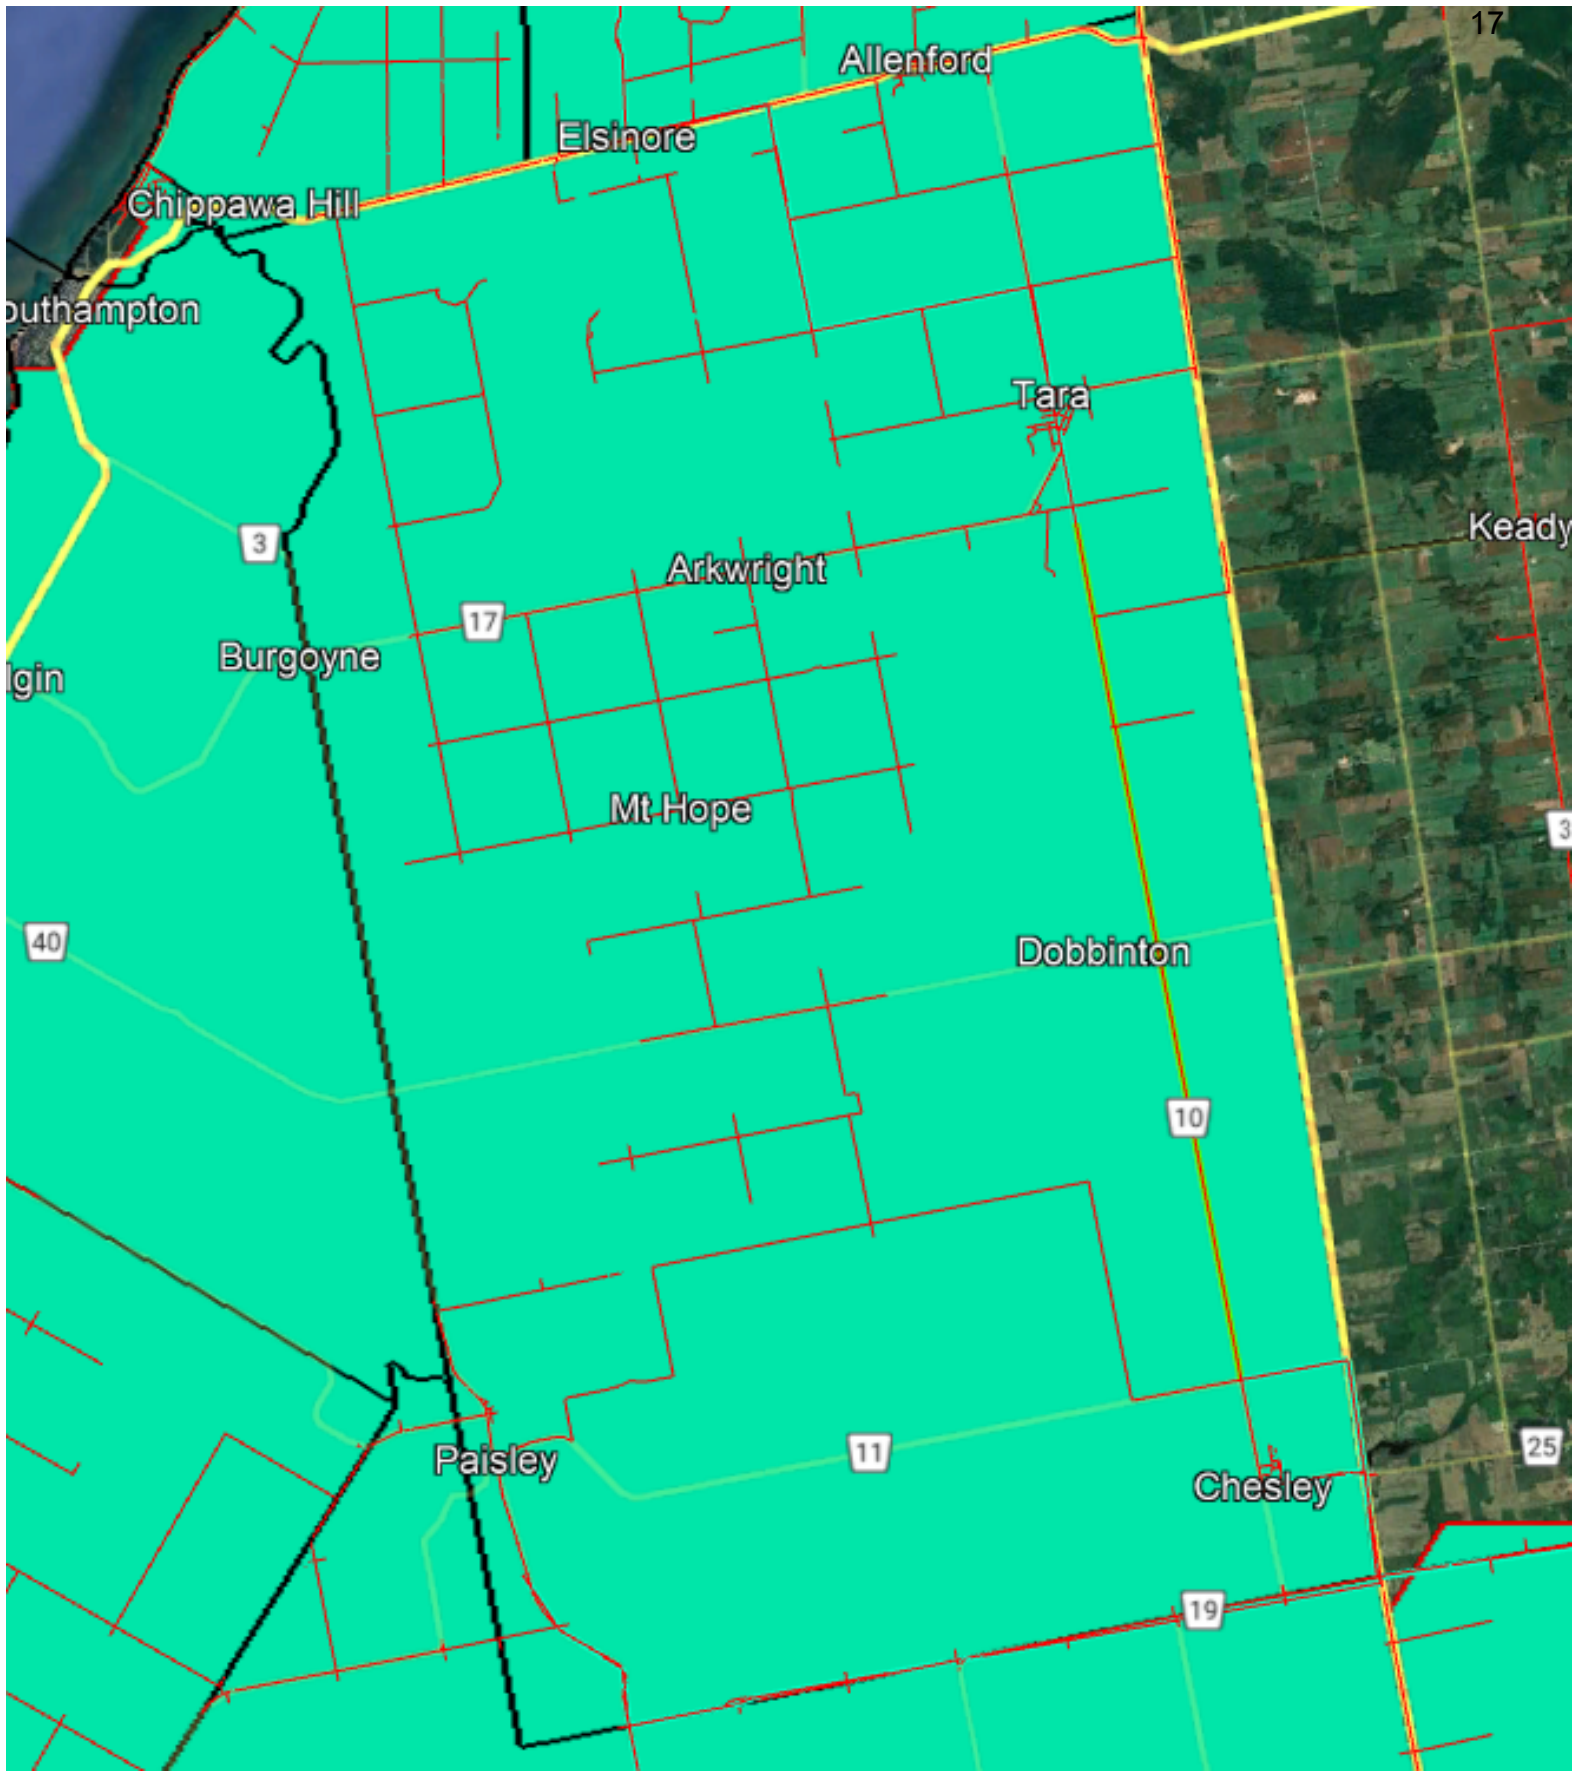 17
Allenford
Elsinore
Chippawa Hill
outhampton
Tara
Keady
3
Arkwright
17
Burgoyne
lgin
Mt Hope
3
40
Dobbinton
10
11
25
Paisley
Chesley
19